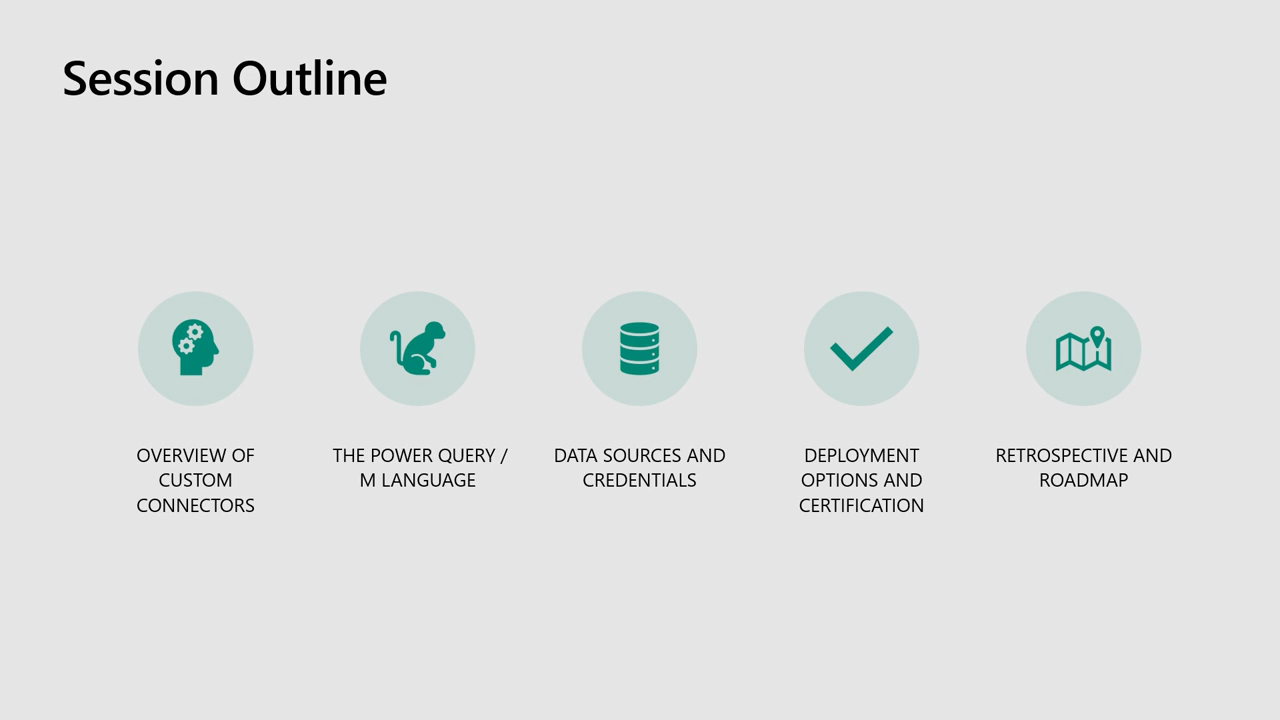 Session Outline
OVERVIEW OF
CUSTOM
CONNECTORS
THE POWER QUERY /
M LANGUAGE
DATA SOURCES AND
CREDENTIALS
DEPLOYMENT
OPTIONS AND
CERTIFICATION
RETROSPECTIVE AND
ROADMAP